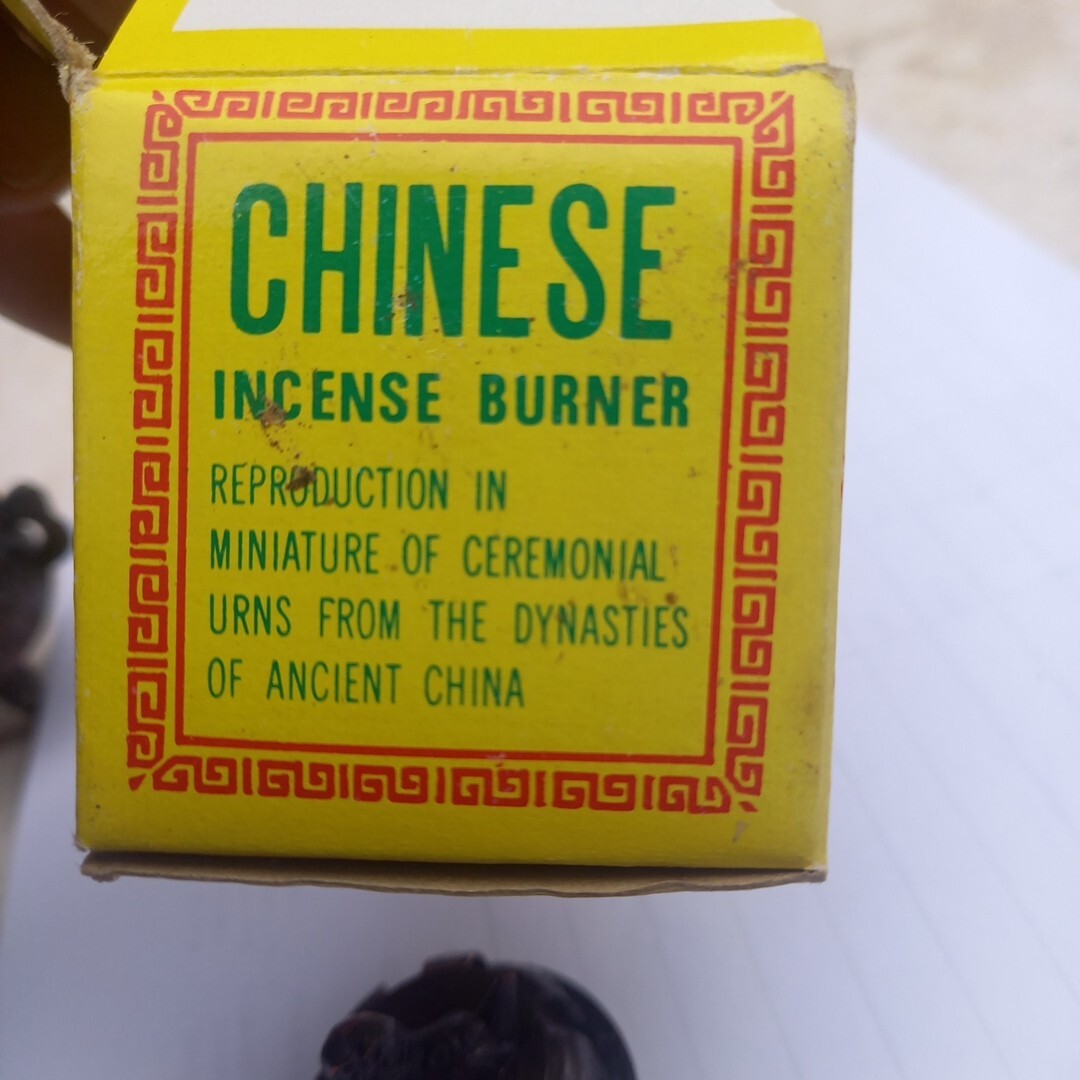 CHINESE
INCENSE BURNER
REPRODUCTION IN
MINIATURE OF CEREMONIAL
URNS FROM THE DYNASTIES
OF ANCIENT CHINA